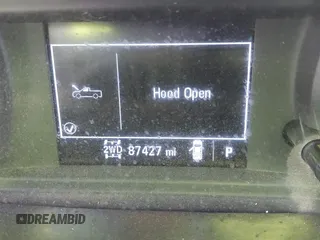 Hood Open
2WD 87427 mi P
DREAMBID